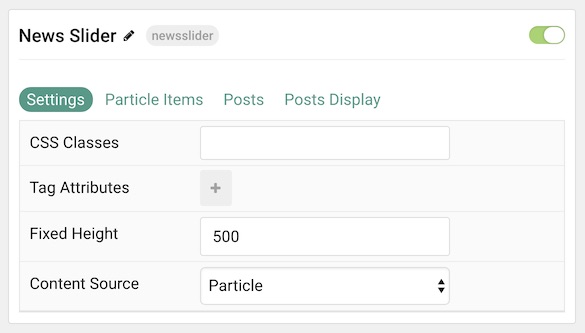 News Slider newsslider
Settings Particle Items Posts Posts Display
CSS Classes
Tag Attributes +
Fixed Height 500
Content Source Particle